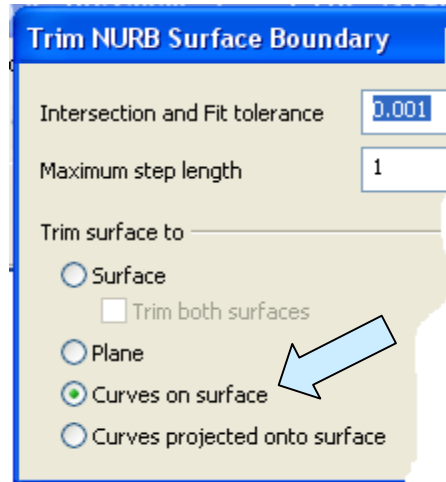 Trim NURB Surface Boundary
Intersection and Fit tolerance 0.001
Maximum step length 1
Trim surface to
Surface
Trim both surfaces
Plane
Curves on surface
Curves projected onto surface